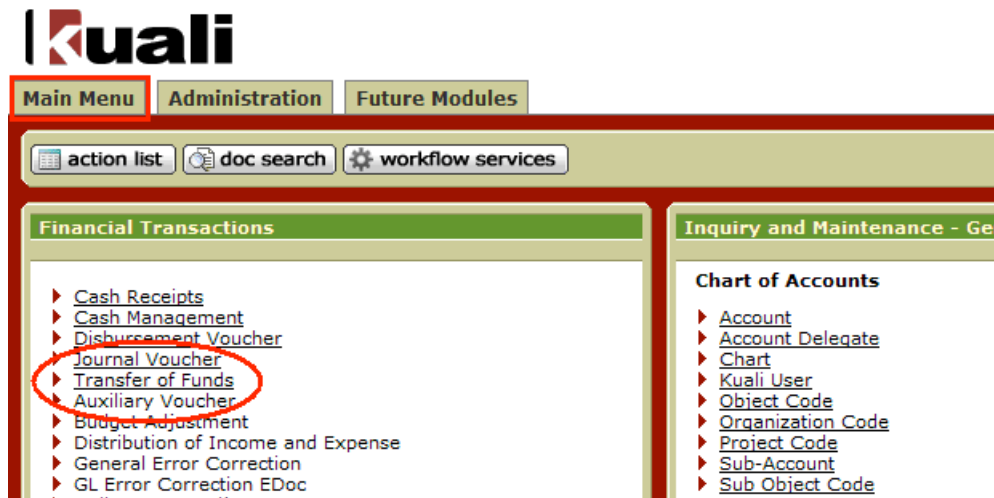 kuali
Main Menu Administration Future Modules
action list doc search workflow services
Financial Transactions
Cash Receipts
Cash Management
Disbursement Voucher
Journal Voucher
Transfer of Funds
Auxiliary Voucher
Budget Adjustment
Distribution of Income and Expense
General Error Correction
GL Error Correction EDoc
Inquiry and Maintenance - Ge
Chart of Accounts
Account
Account Delegate
Chart
Kuali User
Object Code
Organization Code
Project Code
Sub-Account
Sub Object Code